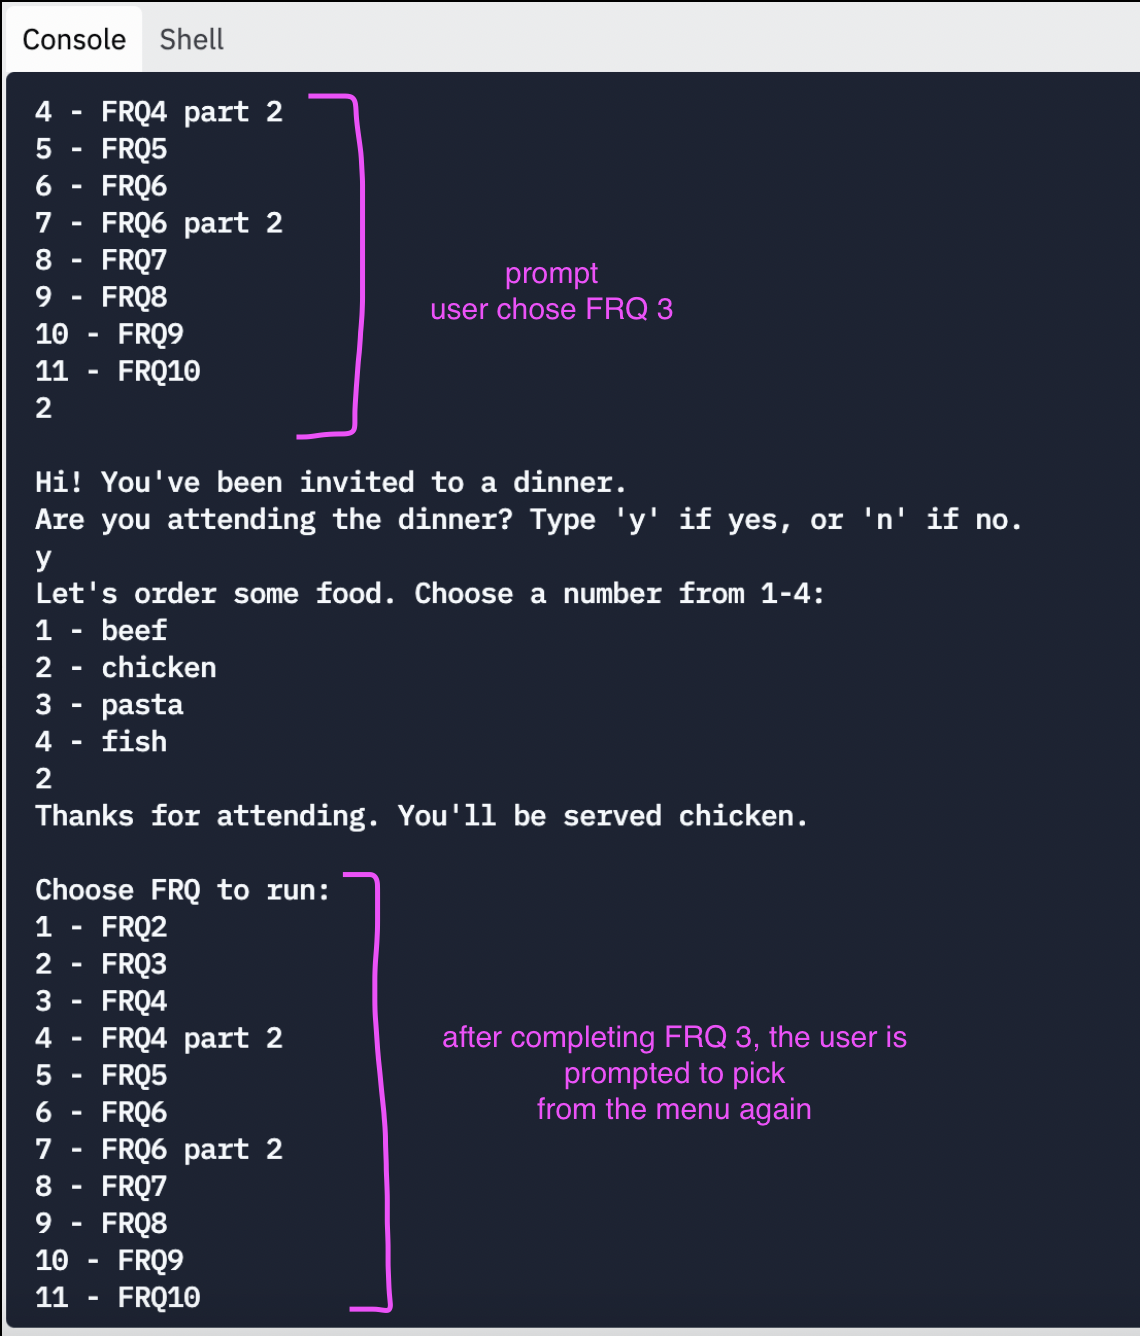 Console Shell
4 - FRQ4 part 2
5 - FRQ5
6 - FRQ6
7 - FRQ6 part 2
8 - FRQ7
9 - FRQ8
10 - FRQ9
11 - FRQ10
2
prompt
user chose FRQ 3
Hi! You've been invited to a dinner.
Are you attending the dinner? Type 'y' if yes, or 'n' if no.
y
Let's order some food. Choose a number from 1-4:
1 - beef
2 - chicken
3 - pasta
4 - fish
2
Thanks for attending. You'll be served chicken.
Choose FRQ to run:
1 - FRQ2
2 - FRQ3
3 - FRQ4
4 - FRQ4 part 2
5 - FRQ5
6 - FRQ6
7 - FRQ6 part 2
8 - FRQ7
9 - FRQ8
10 - FRQ9
11 - FRQ10
after completing FRQ 3, the user is
prompted to pick
from the menu again